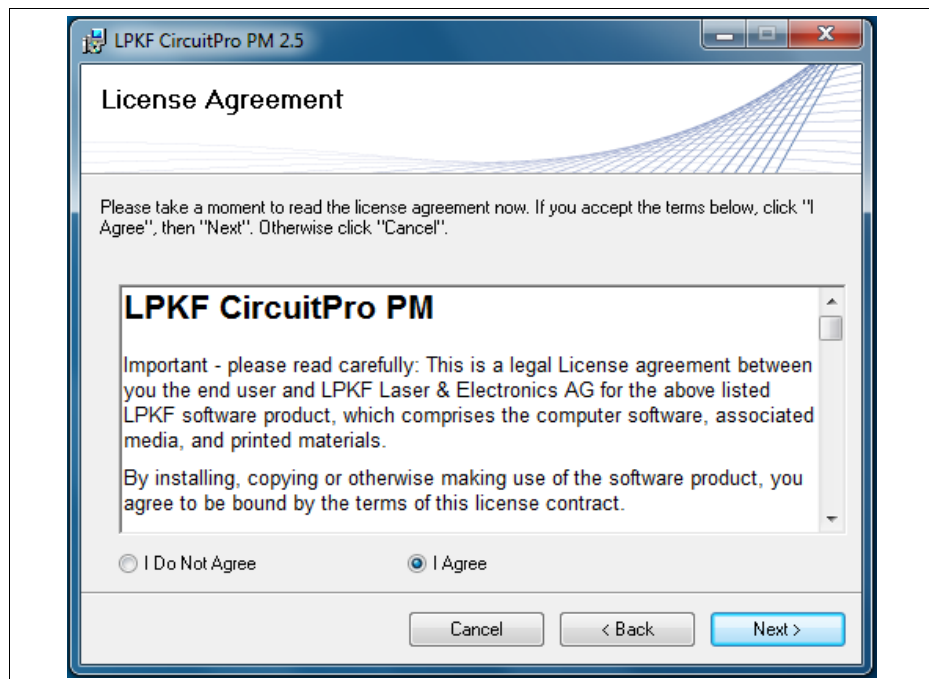 LPKF CircuitPro PM 2.5
License Agreement
Please take a moment to read the license agreement now. If you accept the terms below, click "I
Agree", then "Next". Otherwise click "Cancel".
LPKF CircuitPro PM
Important - please read carefully: This is a legal License agreement between
you the end user and LPKF Laser & Electronics AG for the above listed
LPKF software product, which comprises the computer software, associated
media, and printed materials.
By installing, copying or otherwise making use of the software product, you
agree to be bound by the terms of this license contract.
I Do Not Agree
I Agree
Cancel
< Back
Next >